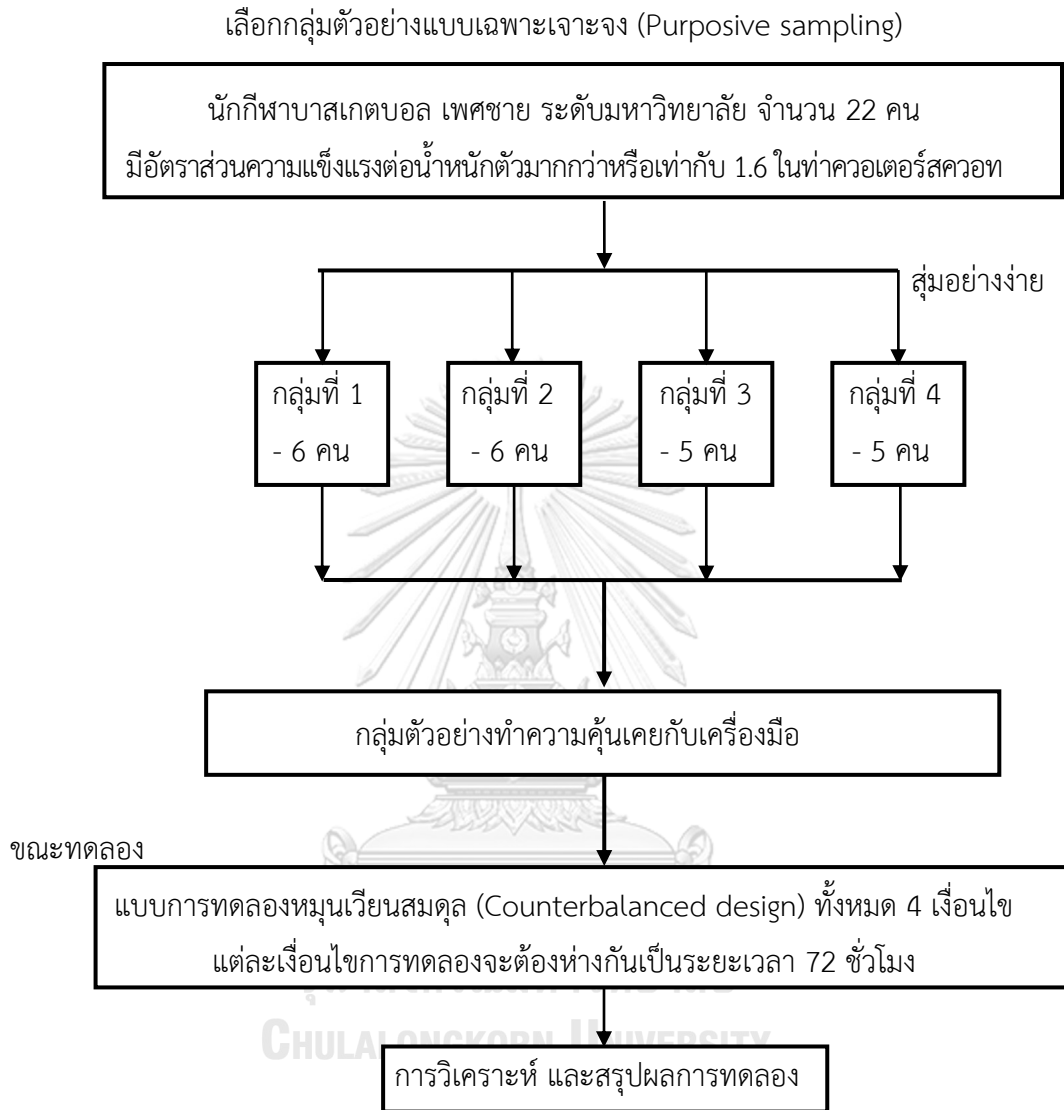 เลือกกลุ่มตัวอย่างแบบเฉพาะเจาะจง (Purposive sampling)
นักกีฬาบาสเกตบอล เพศชาย ระดับมหาวิทยาลัย จำนวน 22 คน
มีอัตราส่วนความแข็งแรงต่อน้ำหนักตัวมากกว่าหรือเท่ากับ 1.6 ในท่าควอเตอร์สควอท
สุ่มอย่างง่าย
กลุ่มที่ 1
- 6 คน
กลุ่มที่ 2
- 6 คน
กลุ่มที่ 3
- 5 คน
กลุ่มที่ 4
- 5 คน
กลุ่มตัวอย่างทำความคุ้นเคยกับเครื่องมือ
ขณะทดลอง
แบบการทดลองหมุนเวียนสมดุล (Counterbalanced design) ทั้งหมด 4 เงื่อนไข
แต่ละเงื่อนไขการทดลองจะต้องห่างกันเป็นระยะเวลา 72 ชั่วโมง
CHULALONGKORN UNIVERSITY
การวิเคราะห์ และสรุปผลการทดลอง